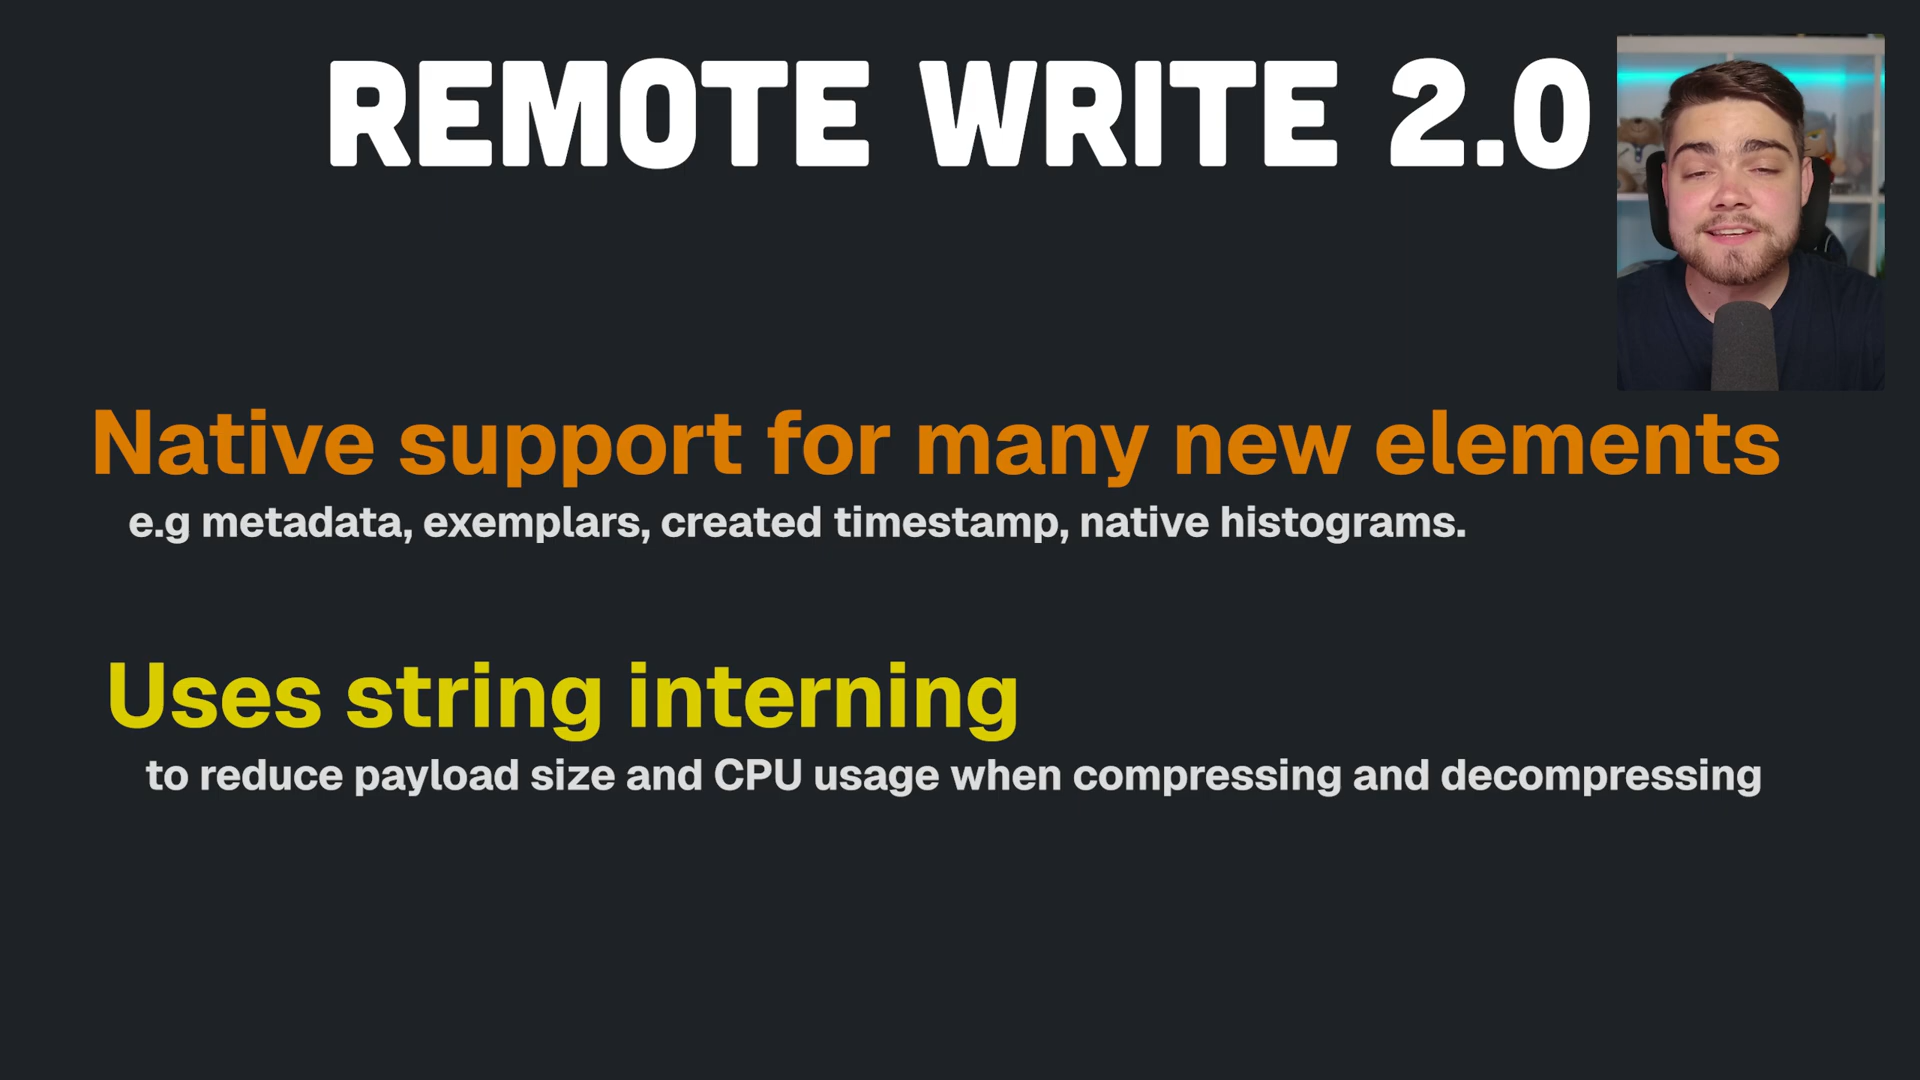 REMOTE WRITE 2.0
Native support for many new elements
e.g metadata, exemplars, created timestamp, native histograms.
Uses string interning
to reduce payload size and CPU usage when compressing and decompressing